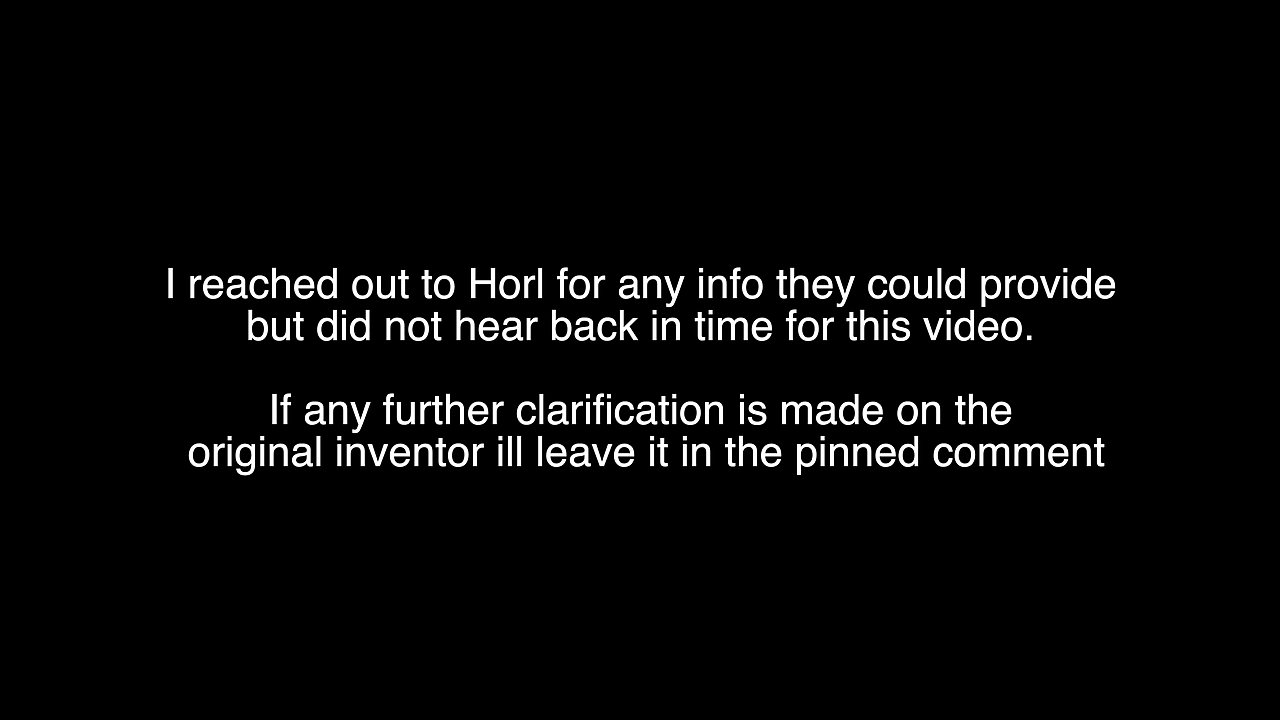 I reached out to Horl for any info they could provide
but did not hear back in time for this video.
If any further clarification is made on the
original inventor ill leave it in the pinned comment